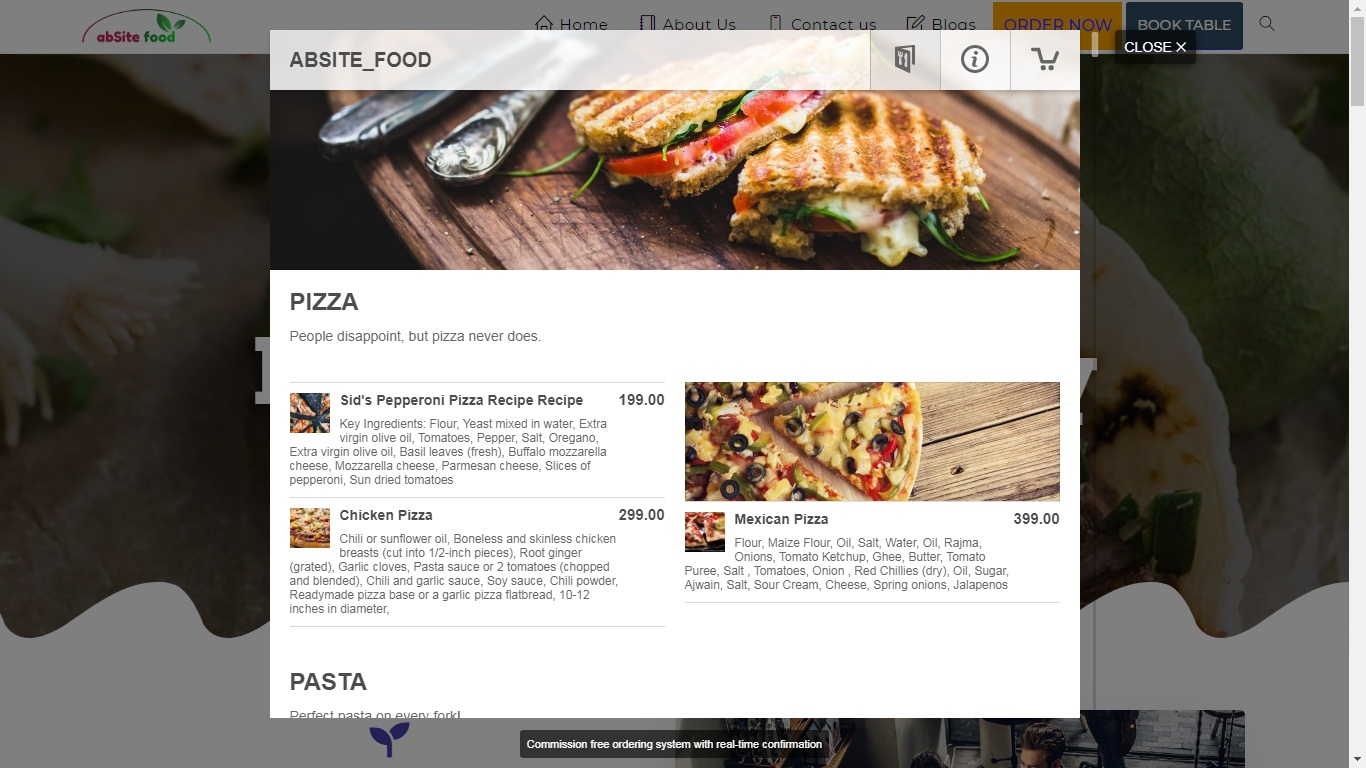 abSite food
Home
About Us
Contact us
Blogs
ORDER NOW
BOOK TABLE
CLOSE ✕
ABSITE_FOOD
PIZZA
People disappoint, but pizza never does.
Sid's Pepperoni Pizza Recipe Recipe 199.00
Key Ingredients: Flour, Yeast mixed in water, Extra
virgin olive oil, Tomatoes, Pepper, Salt, Oregano,
Extra virgin olive oil, Basil leaves (fresh), Buffalo mozzarella
cheese, Mozzarella cheese, Parmesan cheese, Slices of
pepperoni, Sun dried tomatoes
Chicken Pizza 299.00
Chili or sunflower oil, Boneless and skinless chicken
breasts (cut into 1/2-inch pieces), Root ginger
(grated), Garlic cloves, Pasta sauce or 2 tomatoes (chopped
and blended), Chili and garlic sauce, Soy sauce, Chili powder,
Readymade pizza base or a garlic pizza flatbread, 10-12
inches in diameter,
Mexican Pizza 399.00
Flour, Maize Flour, Oil, Salt, Water, Oil, Rajma,
Onions, Tomato Ketchup, Ghee, Butter, Tomato
Puree, Salt , Tomatoes, Onion , Red Chillies (dry), Oil, Sugar,
Ajwain, Salt, Sour Cream, Cheese, Spring onions, Jalapenos
PASTA
Perfect pasta on every fork!
Commission free ordering system with real-time confirmation